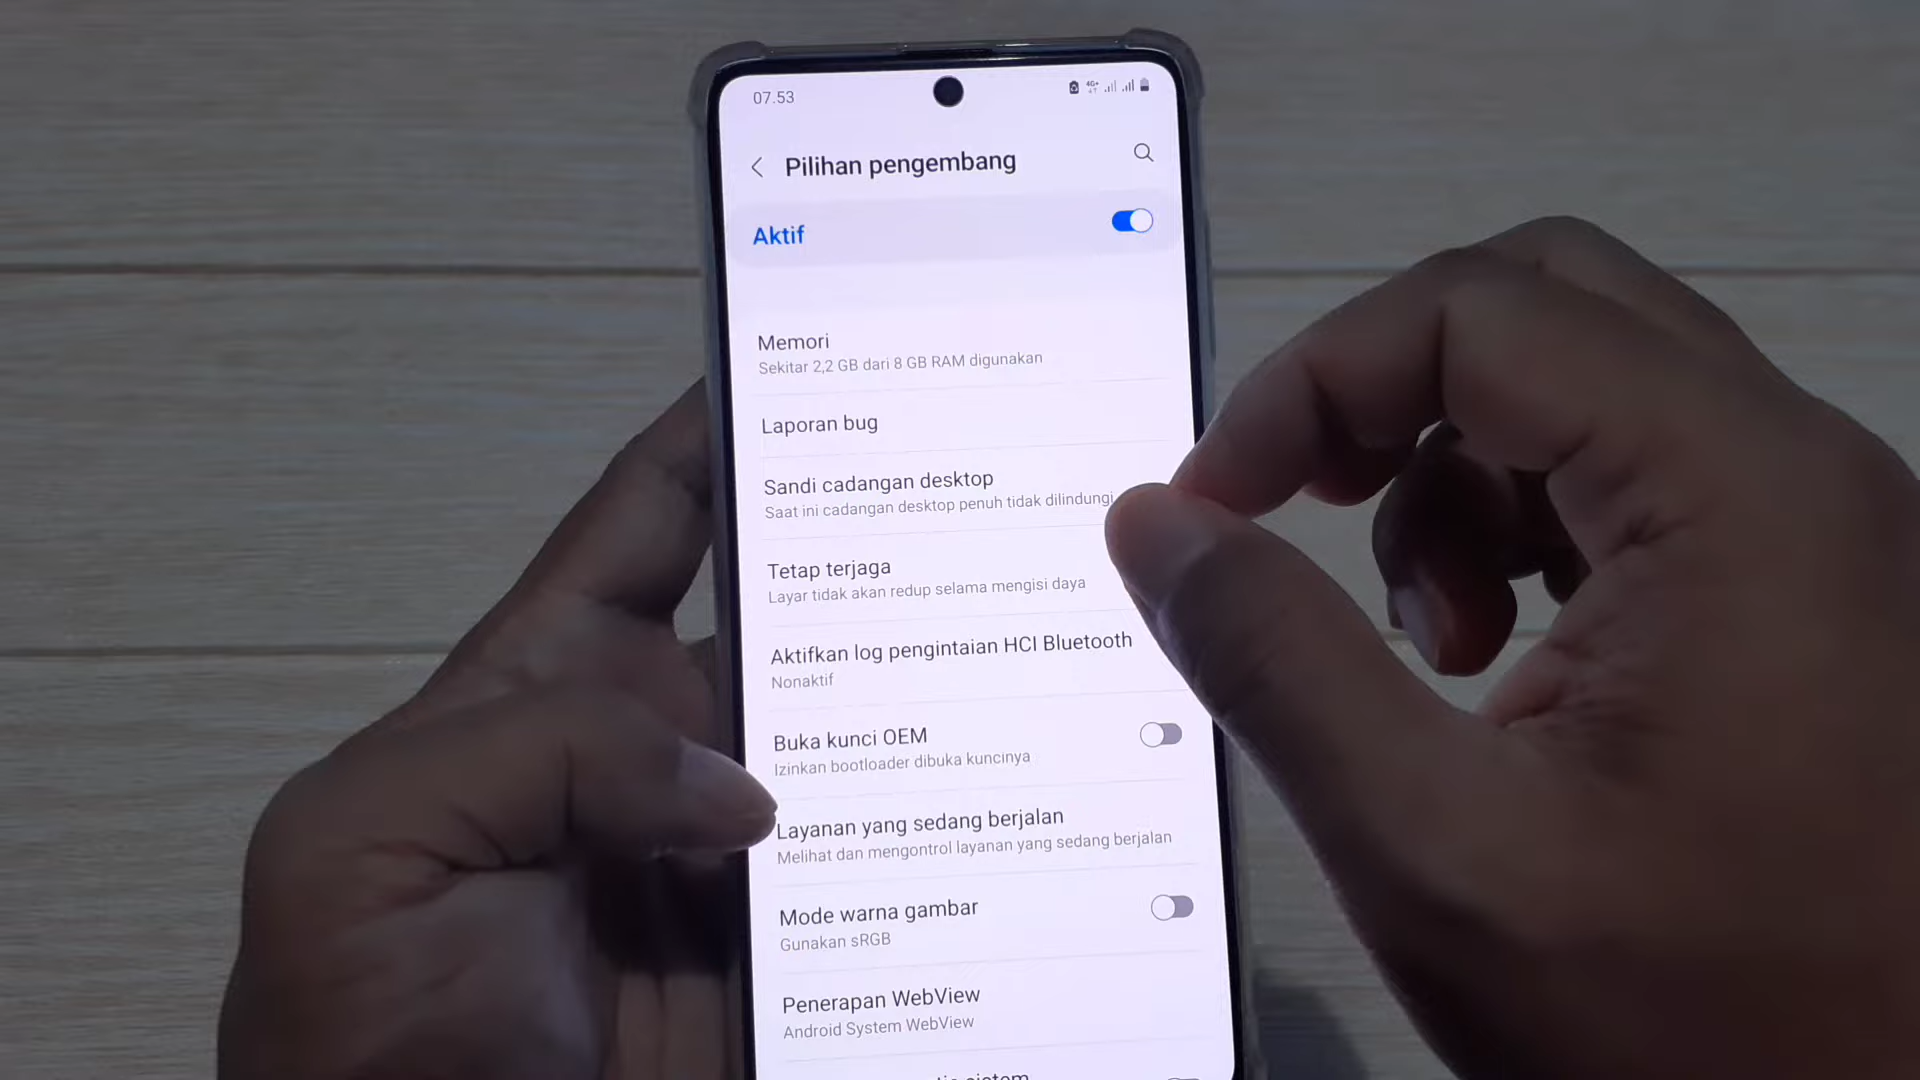 07.53
4G+
Pilihan pengembang
Aktif
Memori
Sekitar 2,2 GB dari 8 GB RAM digunakan
Laporan bug
Sandi cadangan desktop
Saat ini cadangan desktop penuh tidak dilindungi
Tetap terjaga
Layar tidak akan redup selama mengisi daya
Aktifkan log pengintaian HCI Bluetooth
Nonaktif
Buka kunci OEM
Izinkan bootloader dibuka kuncinya
Layanan yang sedang berjalan
Melihat dan mengontrol layanan yang sedang berjalan
Mode warna gambar
Gunakan sRGB
Penerapan WebView
Android System WebView
sistem